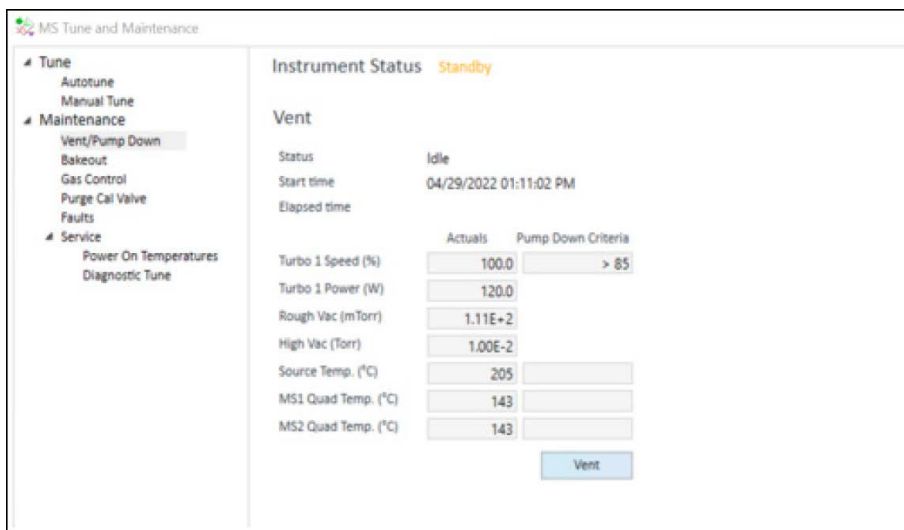 MS Tune and Maintenance
Tune
Autotune
Manual Tune
Maintenance
Vent/Pump Down
Bakeout
Gas Control
Purge Cal Valve
Faults
Service
Power On Temperatures
Diagnostic Tune
Instrument Status Standby
Vent
Status Idle
Start time 04/29/2022 01:11:02 PM
Elapsed time
Actuals Pump Down Criteria
Turbo 1 Speed (%) 100.0 > 85
Turbo 1 Power (W) 120.0
Rough Vac (mTorr) 1.11E+2
High Vac (Torr) 1.00E-2
Source Temp. (°C) 205
MS1 Quad Temp. (°C) 143
MS2 Quad Temp. (°C) 143
Vent